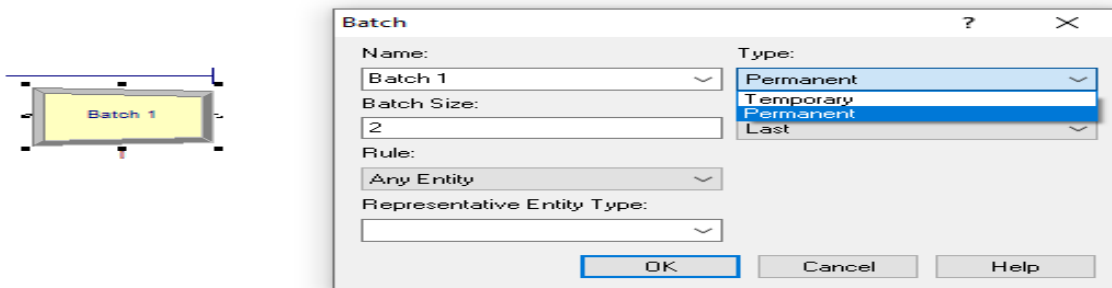 Batch 1
Batch ? ×
Name: Type:
Batch 1 Permanent
Temporary
Batch Size: Permanent
2 Last
Rule:
Any Entity
Representative Entity Type:
OK Cancel Help